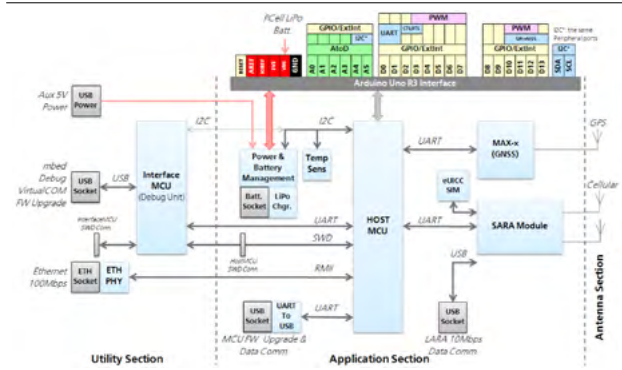 1Cell LiPo
Batt.
GPIO/ExtInt
I2C*
AtoD
A0
A1
A2
A3
A4
A5
PWM
GPIO/ExtInt
UART
D0
D1
D2
D3
D4
D5
D6
D7
PWM
GPIO/ExtInt
I2C*
D8
D9
D10
D11
D12
D13
SDA
SCL
I2C*: the same
Peripheral ports
RESET
VIN
GND
Arduino Uno R3 Interface
Aux 5V
Power
USB
Power
I2C
I2C
UART
MAX-x
(GNSS)
GPS
mbed
Debug
VirtualCOM
FW Upgrade
USB
Socket
USB
Interface
MCU
(Debug Unit)
Power &
Battery
Management
Temp
Sens
Batt.
Socket
LiPo
Chgr.
HOST
MCU
eUICC
SIM
Cellular
UART
SARA Module
InterfaceMCU
SWD Con.
UART
SWD
HostMCU
SWD Con.
USB
Ethernet
100Mbps
ETH
Socket
ETH
PHY
RMII
USB
Socket
UART
To
USB
UART
MCU FW Upgrade &
Data Comm
USB
Socket
LARA 10Mbps
Data Comm
Utility Section
Application Section
Antenna Section